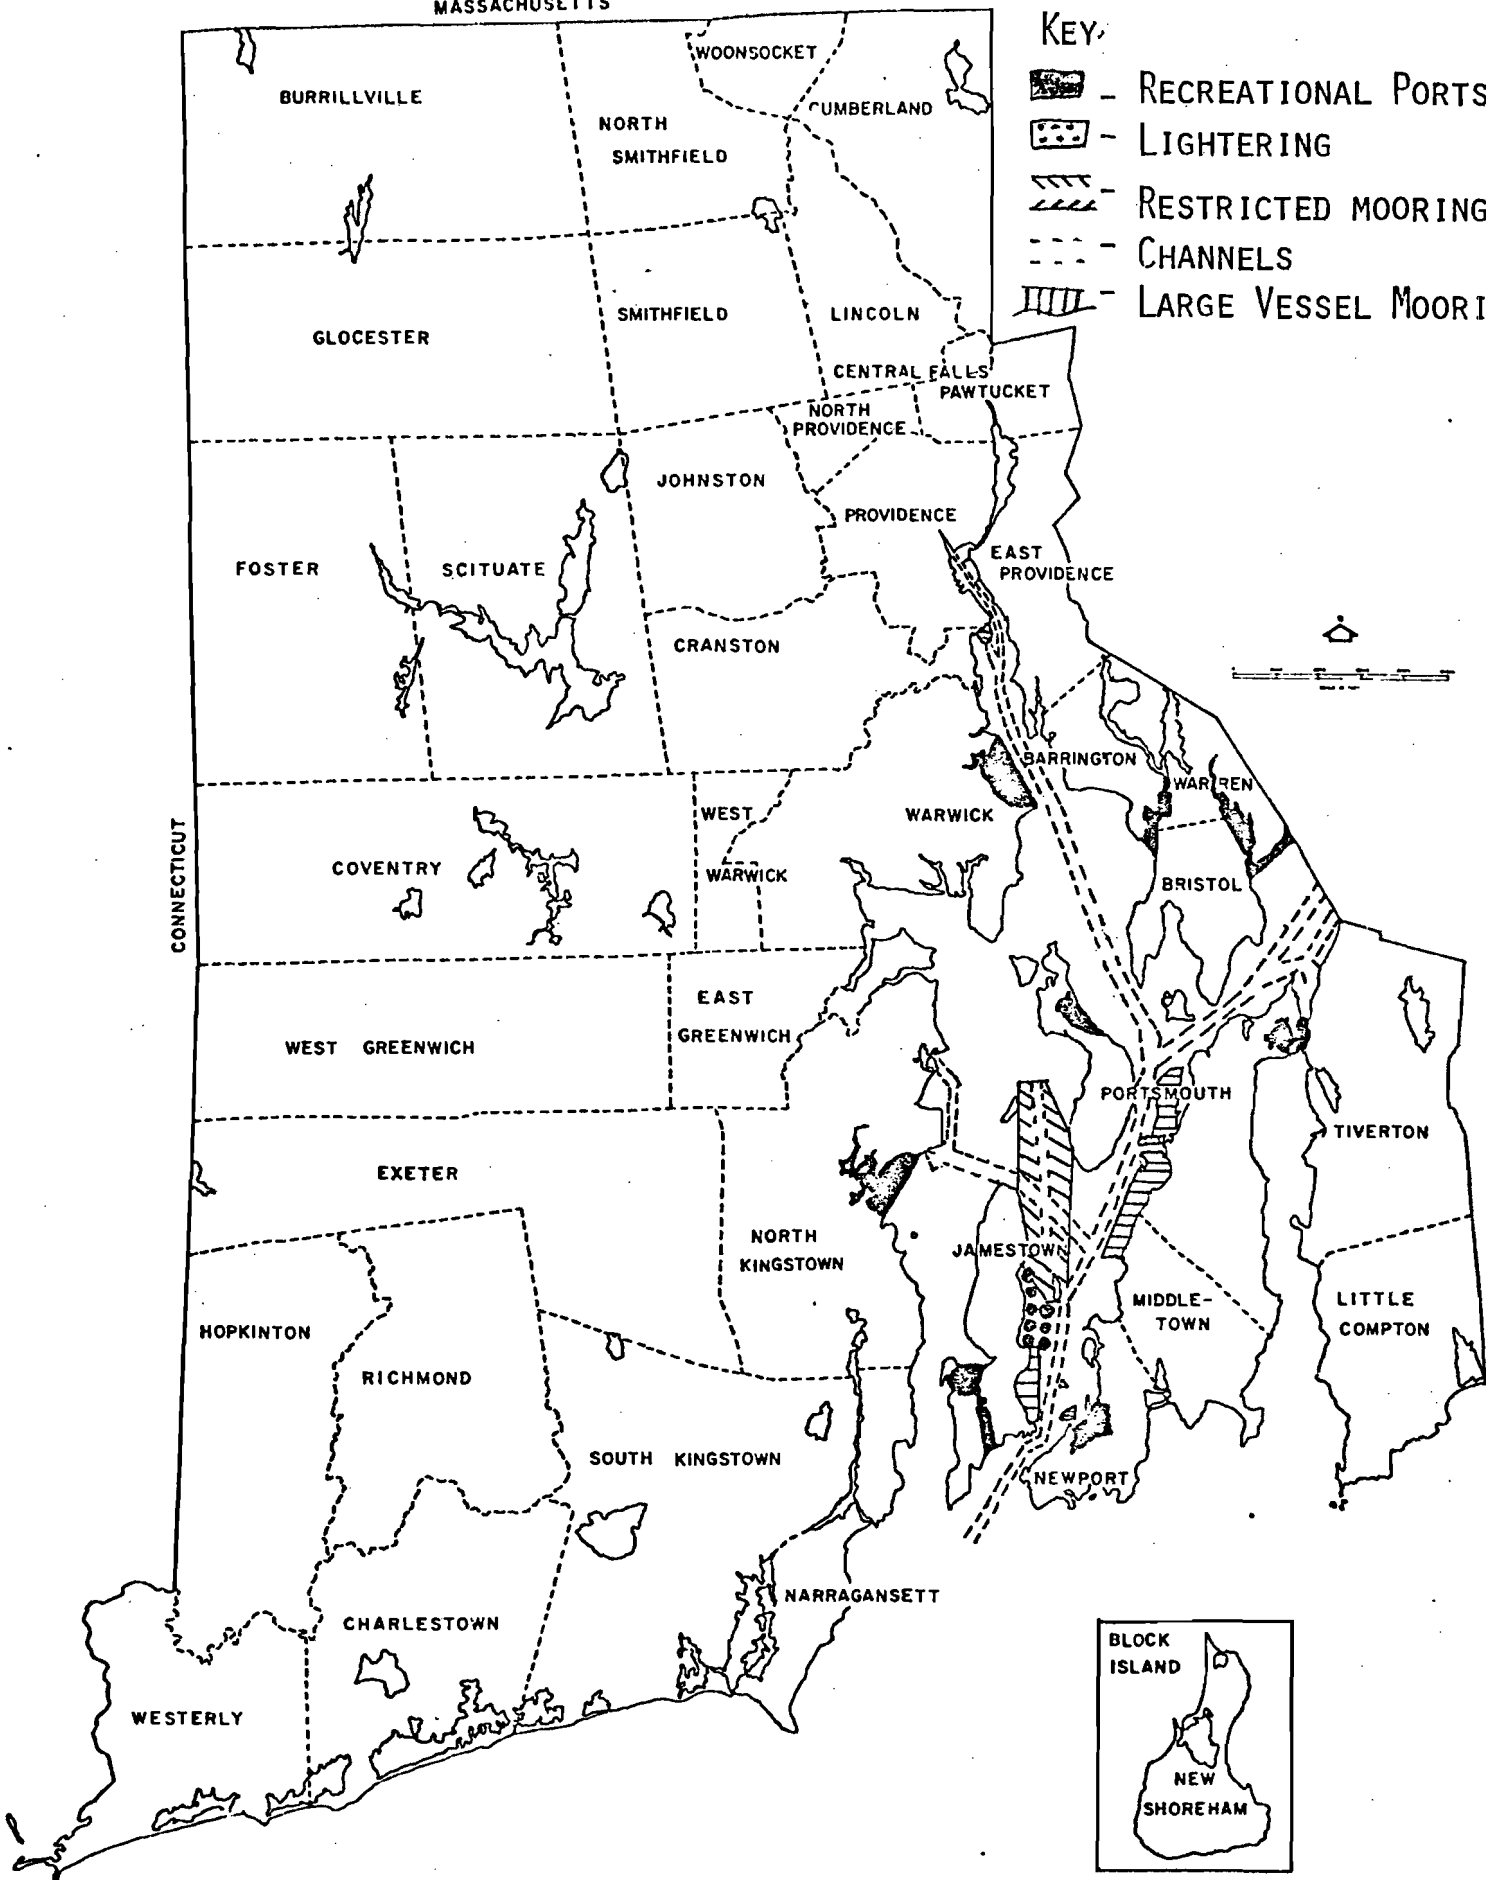 MASSACHUSETTS
KEY
- RECREATIONAL PORTS
- LIGHTERING
- RESTRICTED MOORING
- CHANNELS
- LARGE VESSEL MOORI
WOONSOCKET
BURRILLVILLE
CUMBERLAND
NORTH
SMITHFIELD
GLOCESTER
SMITHFIELD
LINCOLN
CENTRAL FALLS
PAWTUCKET
NORTH
PROVIDENCE
JOHNSTON
PROVIDENCE
FOSTER
SCITUATE
EAST
PROVIDENCE
CRANSTON
BARRINGTON
WARREN
CONNECTICUT
COVENTRY
WEST
WARWICK
WARWICK
BRISTOL
WEST GREENWICH
EAST
GREENWICH
PORTSMOUTH
TIVERTON
EXETER
NORTH
KINGSTOWN
JAMESTOWN
HOPKINTON
RICHMOND
MIDDLE-
TOWN
LITTLE
COMPTON
SOUTH KINGSTOWN
NEWPORT
NARRAGANSETT
CHARLESTOWN
WESTERLY
BLOCK
ISLAND
NEW
SHOREHAM